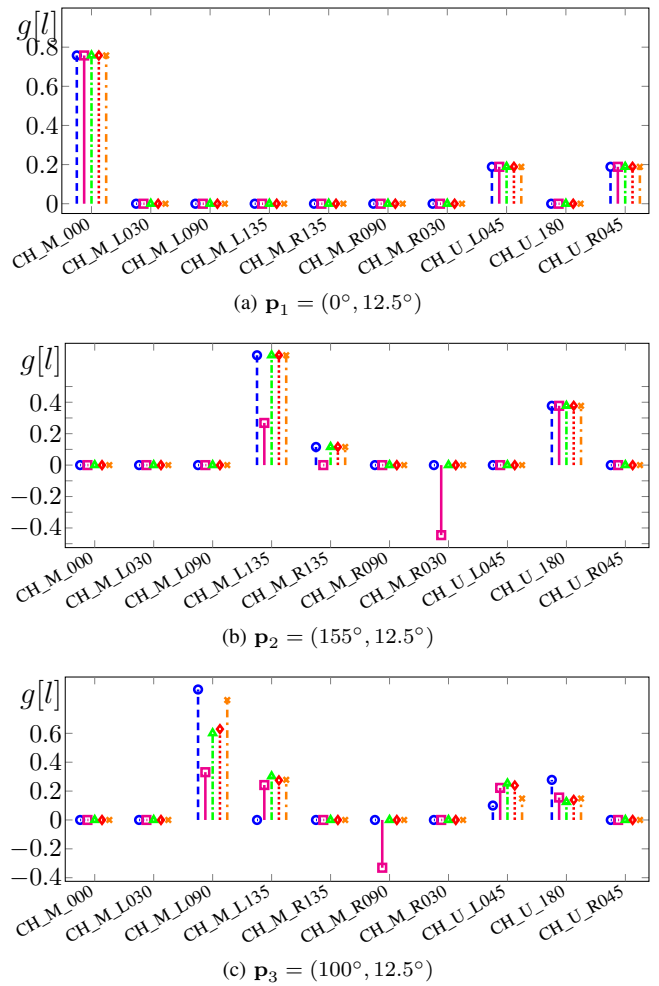 g[l]
0.8
0.6
0.4
0.2
0
CH_M_000 CH_M_L030 CH_M_L090 CH_M_L135 CH_M_R135 CH_M_R090 CH_M_R030 CH_U_L045 CH_U_180 CH_U_R045
(a) p₁ = (0°, 12.5°)
g[l]
0.4
0.2
0
−0.2
−0.4
CH_M_000 CH_M_L030 CH_M_L090 CH_M_L135 CH_M_R135 CH_M_R090 CH_M_R030 CH_U_L045 CH_U_180 CH_U_R045
(b) p₂ = (155°, 12.5°)
g[l]
0.6
0.4
0.2
0
−0.2
−0.4
CH_M_000 CH_M_L030 CH_M_L090 CH_M_L135 CH_M_R135 CH_M_R090 CH_M_R030 CH_U_L045 CH_U_180 CH_U_R045
(c) p₃ = (100°, 12.5°)